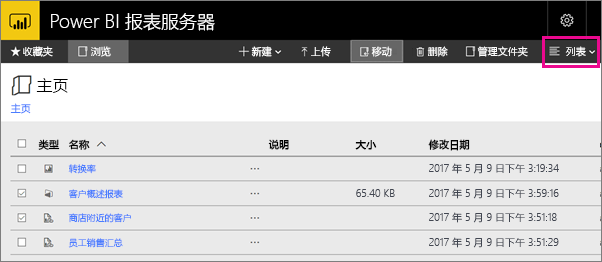 Power BI 报表服务器
★收藏夹 浏览 ＋新建 上传 移动 删除 管理文件夹 列表
主页
主页
类型 名称 说明 大小 修改日期
转换率 ··· 2017 年 5 月 9 日下午 3:19:34
客户概述报表 ··· 65.40 KB 2017 年 5 月 9 日下午 3:59:16
商店附近的客户 ··· 2017 年 5 月 9 日下午 3:51:18
员工销售汇总 ··· 2017 年 5 月 9 日下午 3:51:29